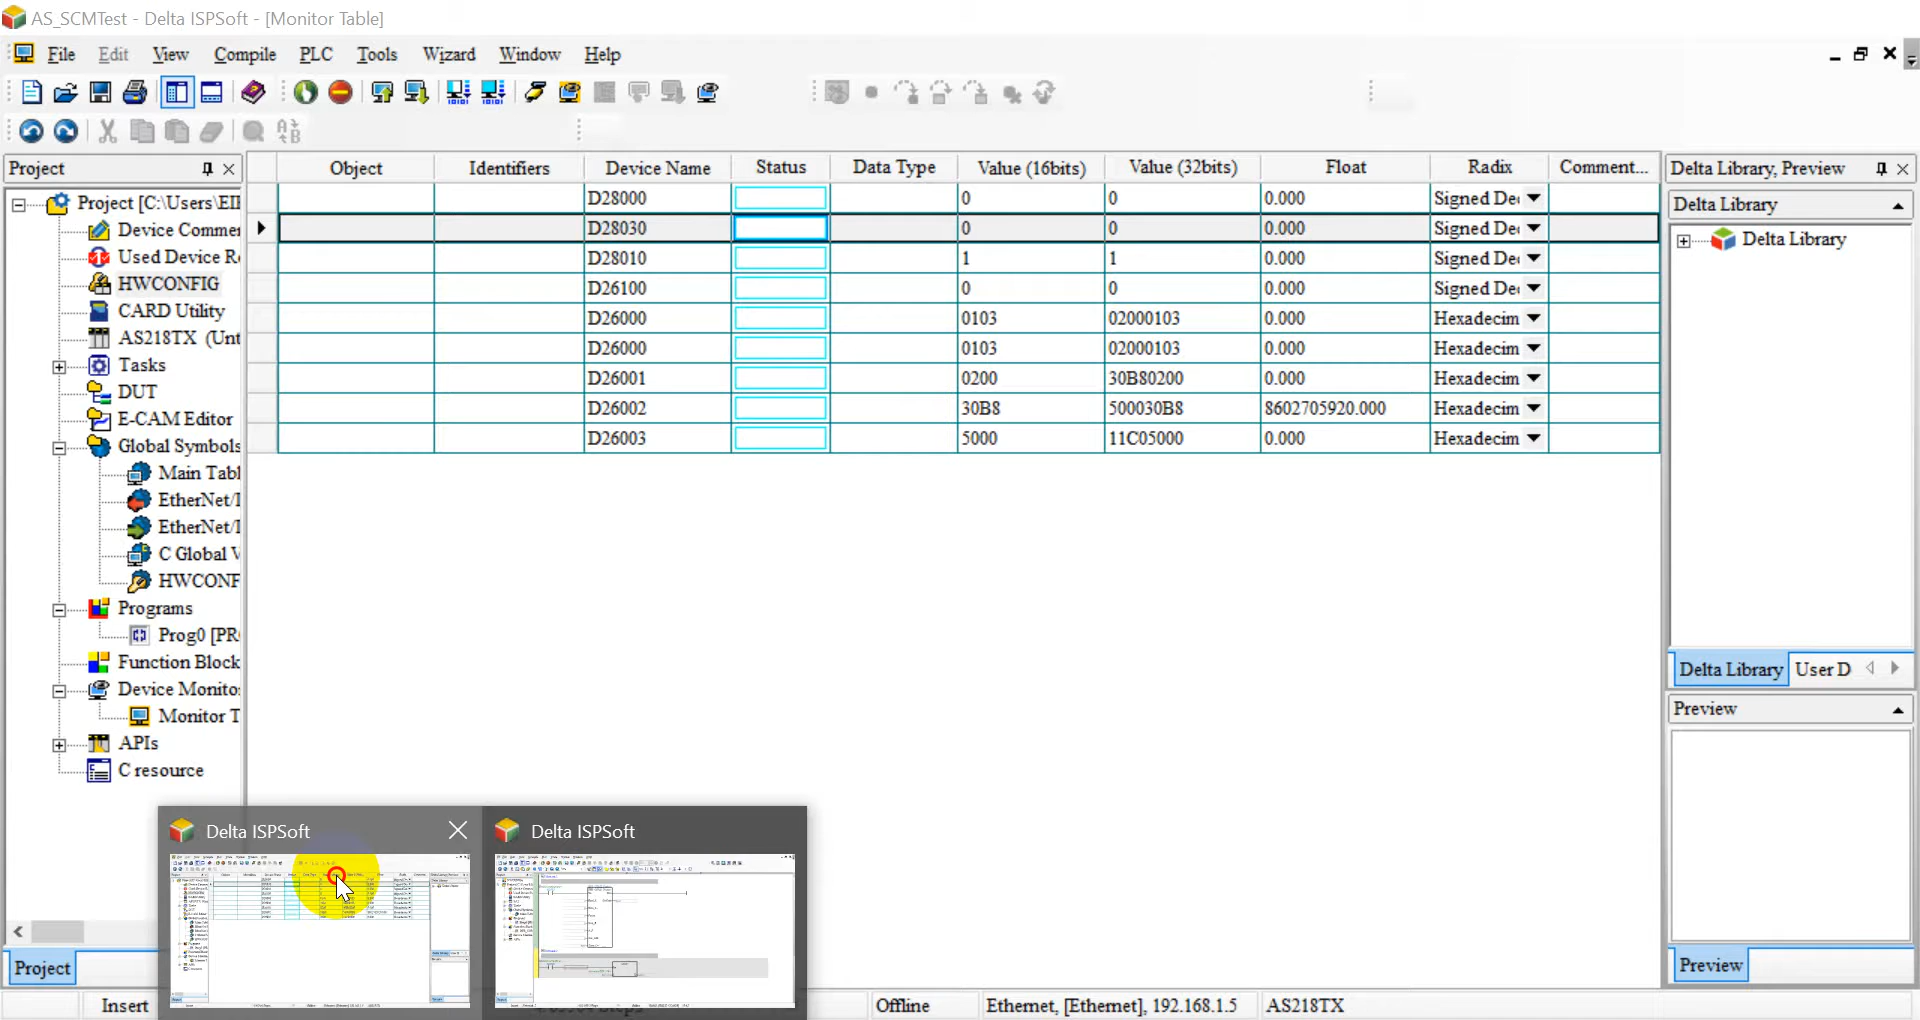 AS_SCMTest - Delta ISPSoft - [Monitor Table]
File Edit View Compile PLC Tools Wizard Window Help
Project
Project [C:\Users\EI
Device Comme
Used Device R
HWCONFIG
CARD Utility
AS218TX (Unt
Tasks
DUT
E-CAM Editor
Global Symbols
Main Tabl
EtherNet/I
EtherNet/I
C Global V
HWCONF
Programs
Prog0 [PR
Function Block
Device Monito
Monitor T
APIs
C resource
Project
Object Identifiers Device Name Status Data Type Value (16bits) Value (32bits) Float Radix Comment...
D28000 0 0 0.000 Signed De
D28030 0 0 0.000 Signed De
D28010 1 1 0.000 Signed De
D26100 0 0 0.000 Signed De
D26000 0103 02000103 0.000 Hexadecim
D26000 0103 02000103 0.000 Hexadecim
D26001 0200 30B80200 0.000 Hexadecim
D26002 30B8 500030B8 8602705920.000 Hexadecim
D26003 5000 11C05000 0.000 Hexadecim
Delta Library, Preview
Delta Library
Delta Library
Delta Library User D
Preview
Preview
Delta ISPSoft
Delta ISPSoft
Insert Offline Ethernet, [Ethernet], 192.168.1.5 AS218TX